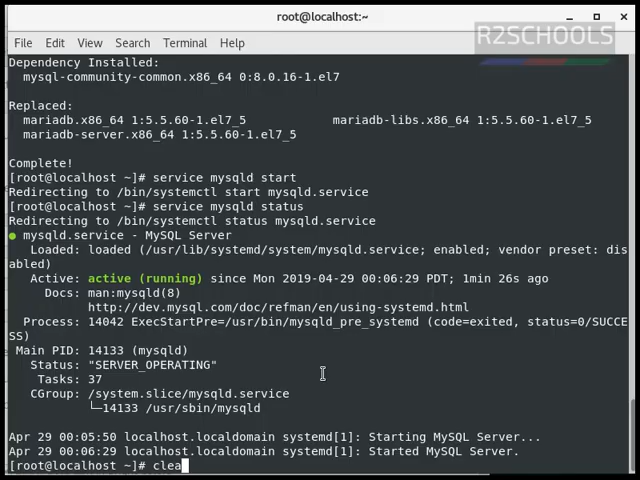 root@localhost:~
R2SCHOOLS
File Edit View Search Terminal Help
Dependency Installed:
mysql-community-common.x86_64 0:8.0.16-1.el7
Replaced:
mariadb.x86_64 1:5.5.60-1.el7_5 mariadb-libs.x86_64 1:5.5.60-1.el7_5
mariadb-server.x86_64 1:5.5.60-1.el7_5
Complete!
[root@localhost ~]# service mysqld start
Redirecting to /bin/systemctl start mysqld.service
[root@localhost ~]# service mysqld status
Redirecting to /bin/systemctl status mysqld.service
● mysqld.service - MySQL Server
Loaded: loaded (/usr/lib/systemd/system/mysqld.service; enabled; vendor preset: dis
abled)
Active: active (running) since Mon 2019-04-29 00:06:29 PDT; 1min 26s ago
Docs: man:mysqld(8)
http://dev.mysql.com/doc/refman/en/using-systemd.html
Process: 14042 ExecStartPre=/usr/bin/mysqld_pre_systemd (code=exited, status=0/SUCCE
SS)
Main PID: 14133 (mysqld)
Status: "SERVER_OPERATING"
Tasks: 37
CGroup: /system.slice/mysqld.service
└─14133 /usr/sbin/mysqld
Apr 29 00:05:50 localhost.localdomain systemd[1]: Starting MySQL Server...
Apr 29 00:06:29 localhost.localdomain systemd[1]: Started MySQL Server.
[root@localhost ~]# clea